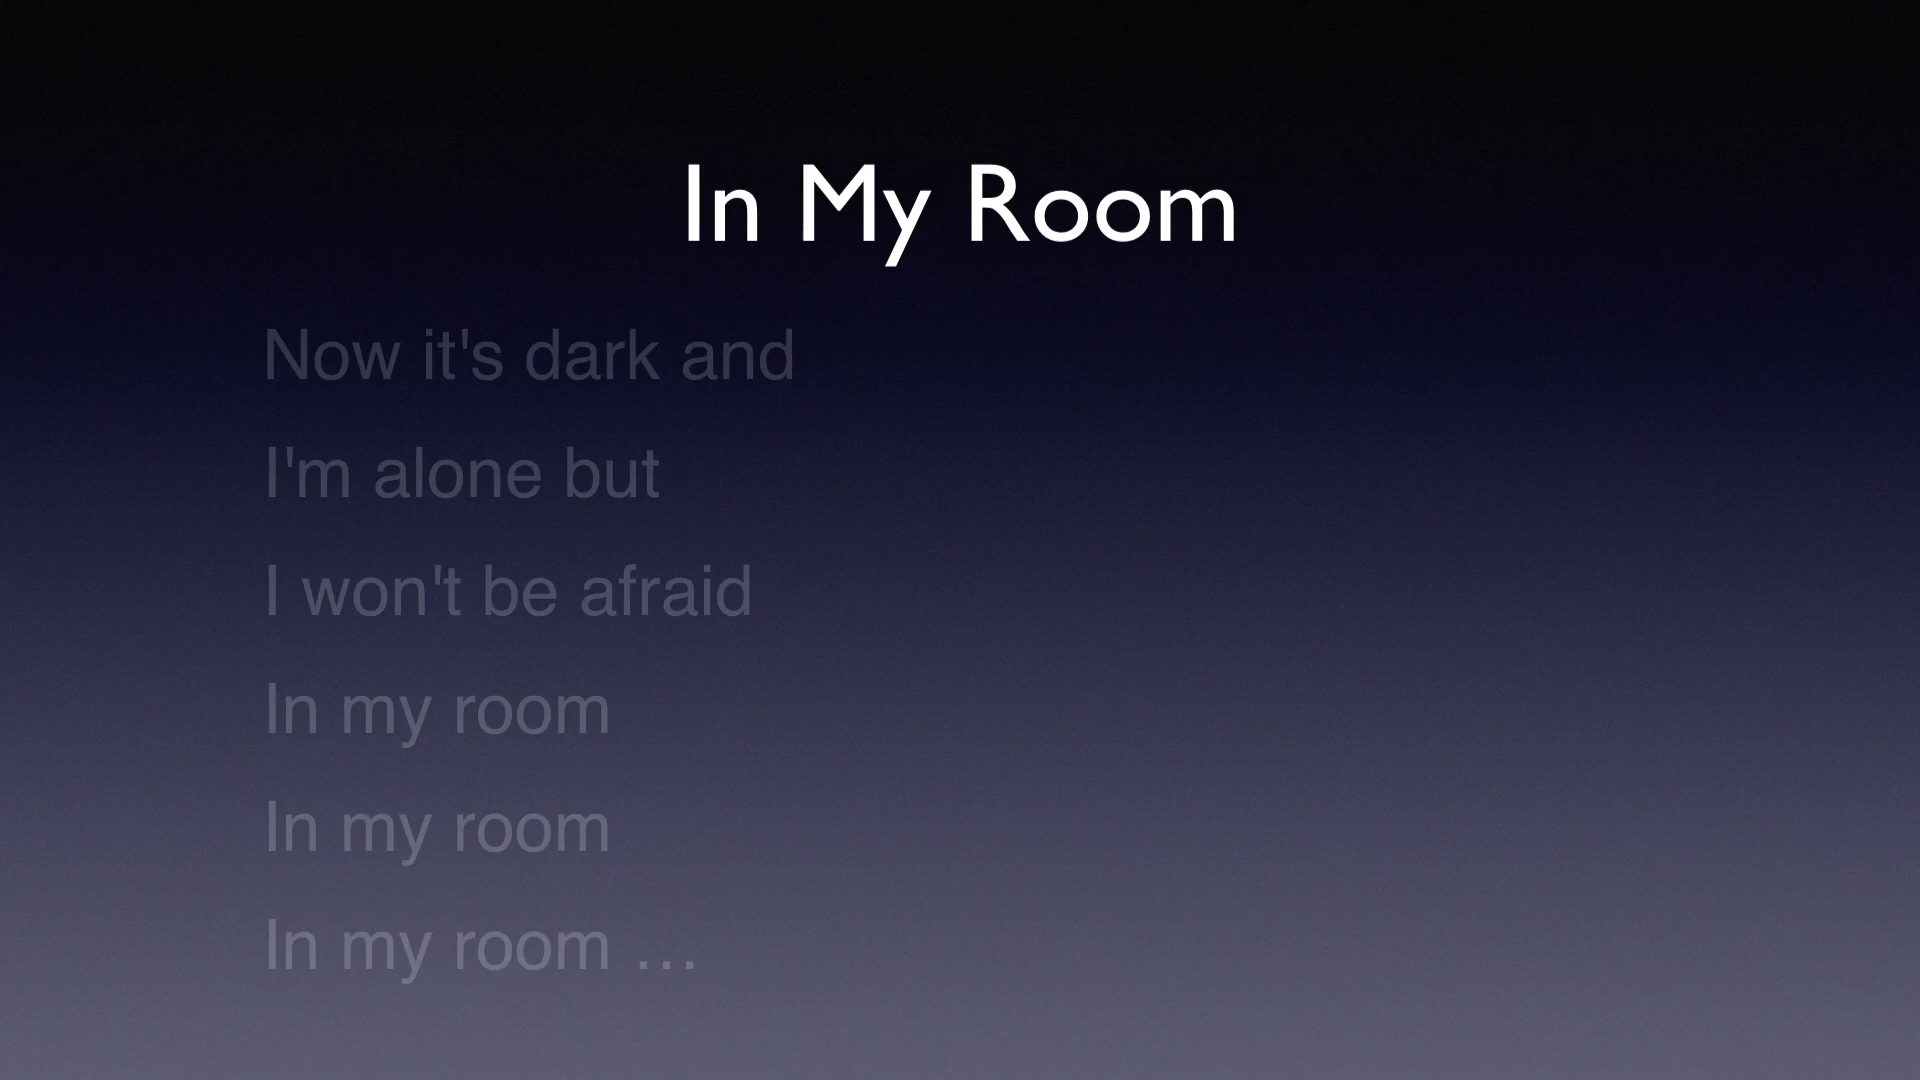 In My Room
Now it's dark and
I'm alone but
I won't be afraid
In my room
In my room
In my room …